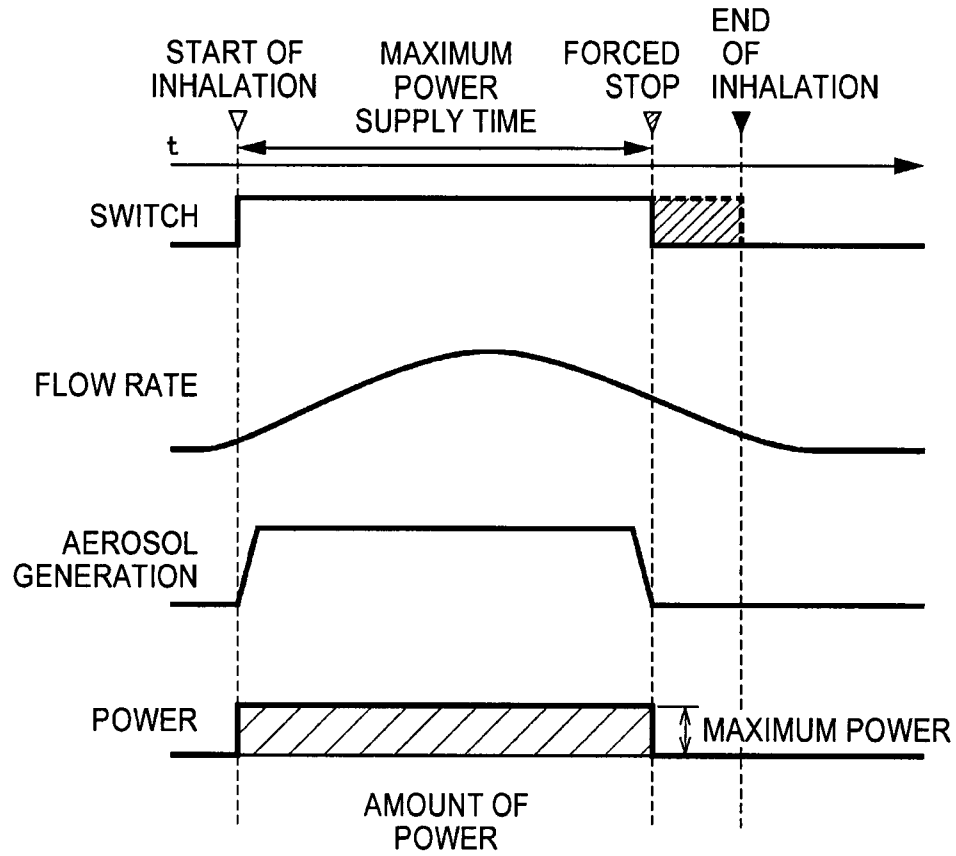 START OF
INHALATION
MAXIMUM
POWER
SUPPLY TIME
FORCED
STOP
END
OF
INHALATION
t
SWITCH
FLOW RATE
AEROSOL
GENERATION
POWER
MAXIMUM POWER
AMOUNT OF
POWER